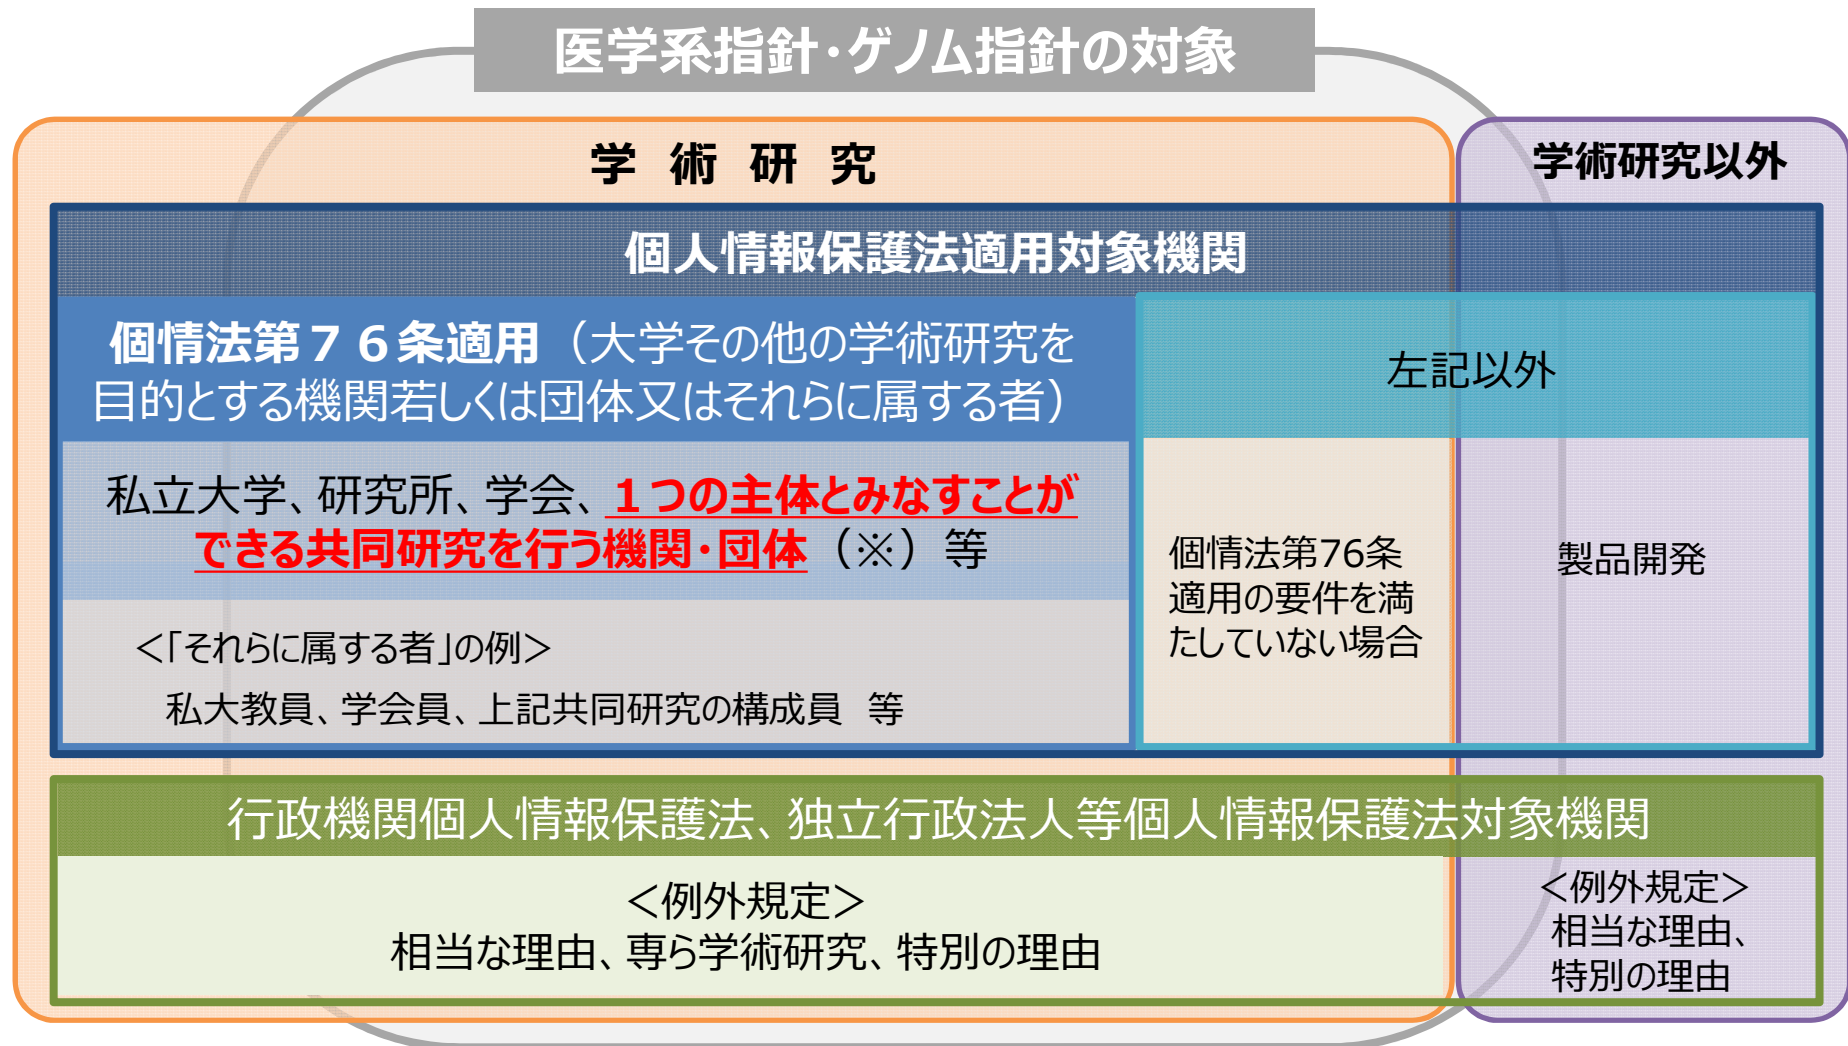 医学系指針・ゲノム指針の対象
学 術 研 究
学術研究以外
個人情報保護法適用対象機関
個情法第７６条適用（大学その他の学術研究を
目的とする機関若しくは団体又はそれらに属する者）
左記以外
私立大学、研究所、学会、１つの主体とみなすことが
できる共同研究を行う機関・団体（※）等
＜「それらに属する者」の例＞
私大教員、学会員、上記共同研究の構成員　等
個情法第76条
適用の要件を満
たしていない場合
製品開発
行政機関個人情報保護法、独立行政法人等個人情報保護法対象機関
＜例外規定＞
相当な理由、専ら学術研究、特別の理由
＜例外規定＞
相当な理由、
特別の理由